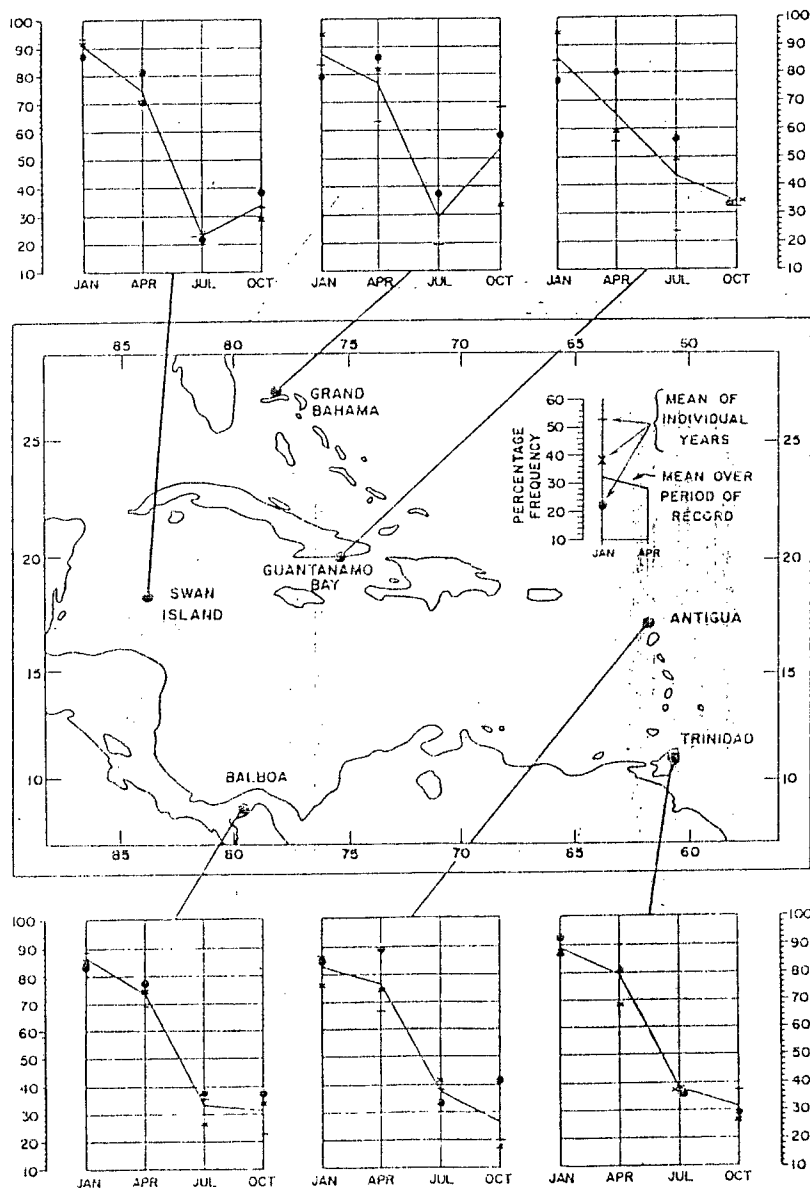 100 100
90 90
80 80
70 70
60 60
50 50
40 40
30 30
20 20
10 10
JAN APR JUL OCT JAN APR JUL OCT JAN APR JUL OCT
85 80 75 70 65 60
GRAND
BAHAMA
25 25
60
50
40
30
20
10
PERCENTAGE
FREQUENCY
JAN APR
MEAN OF
INDIVIDUAL
YEARS
MEAN OVER
PERIOD OF
RECORD
20 20
GUANTANAMO
BAY
SWAN
ISLAND
ANTIGUA
15 15
TRINIDAD
BALBOA
10 10
85 80 75 70 65 60
100 100
90 90
80 80
70 70
60 60
50 50
40 40
30 30
20 20
10 10
JAN APR JUL OCT JAN APR JUL OCT JAN APR JUL OCT